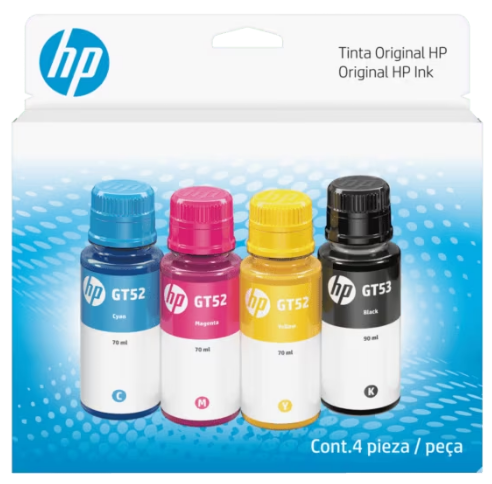 hp
Tinta Original HP
Original HP Ink
hp GT52
Cyan
70 ml
C
hp GT52
Magenta
70 ml
M
hp GT52
Yellow
70 ml
Y
hp GT53
Black
90 ml
K
Cont.4 pieza / peça